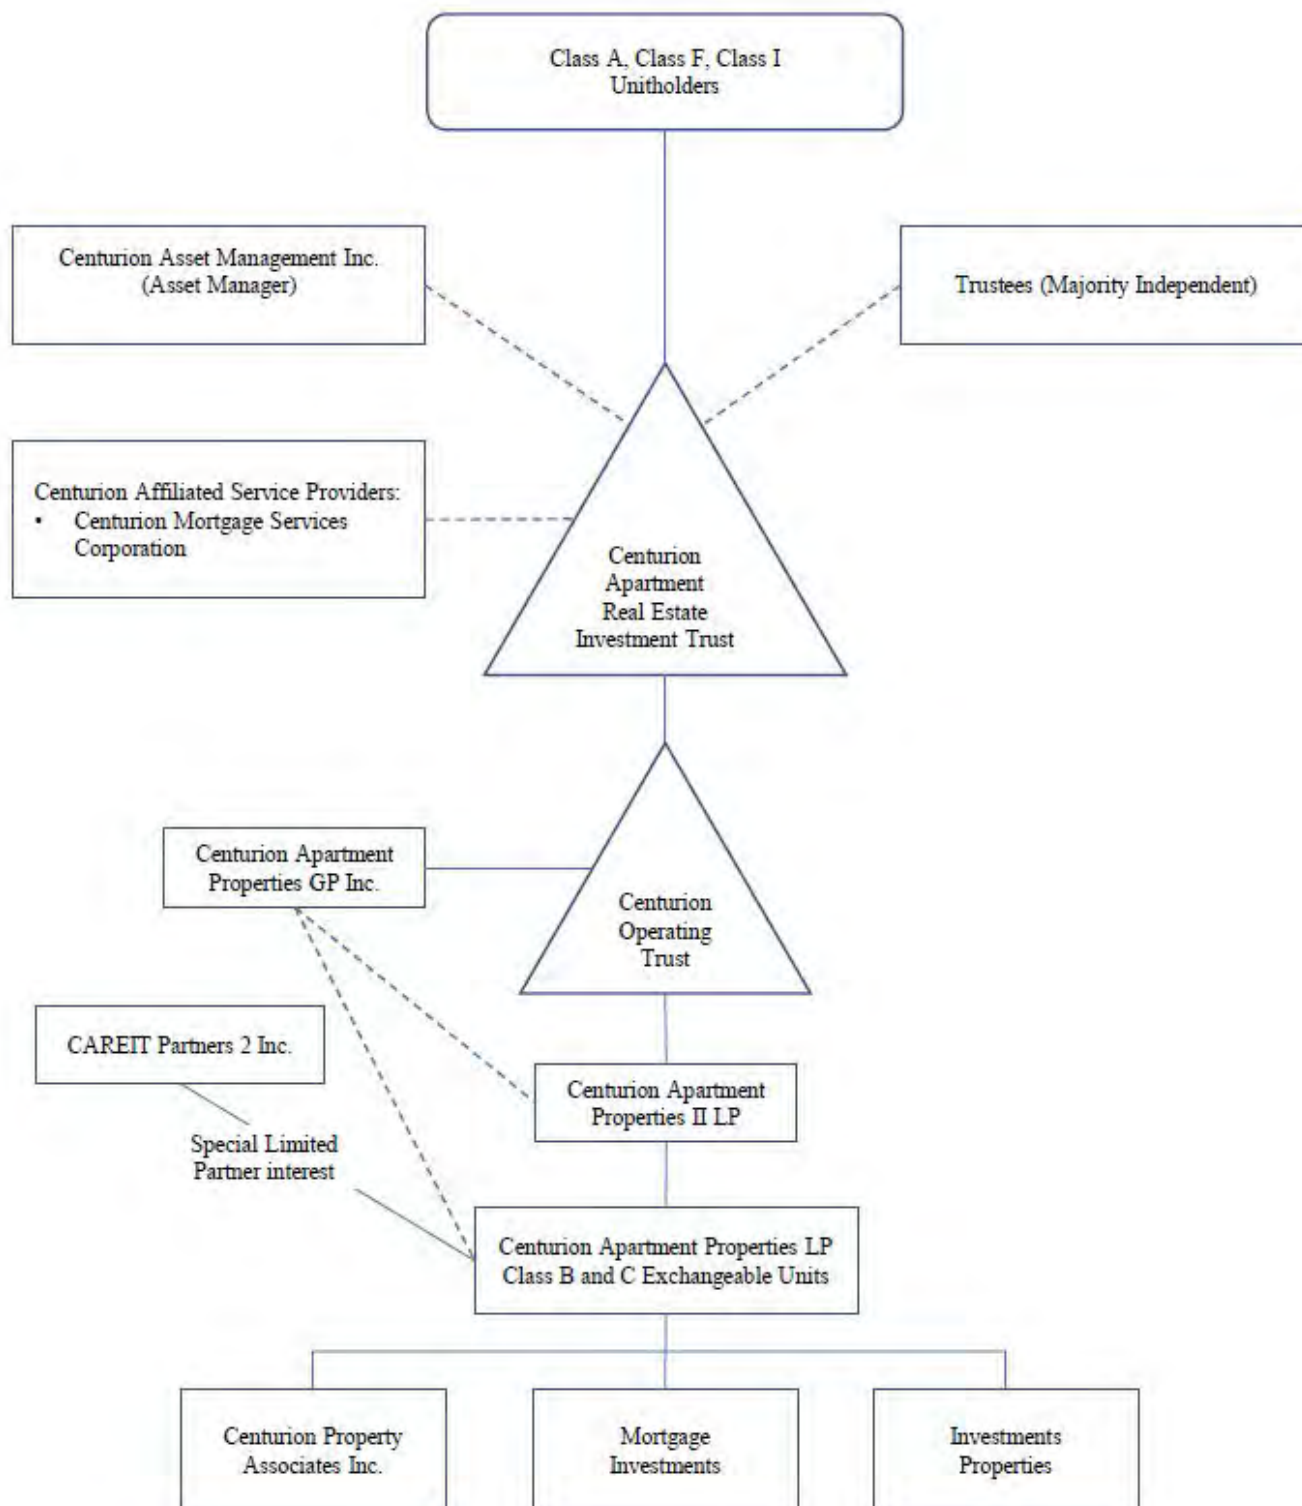 Class A, Class F, Class I
Unitholders
Centurion Asset Management Inc.
(Asset Manager)
Trustees (Majority Independent)
Centurion Affiliated Service Providers:
• Centurion Mortgage Services
Corporation
Centurion
Apartment
Real Estate
Investment Trust
Centurion Apartment
Properties GP Inc.
Centurion
Operating
Trust
CAREIT Partners 2 Inc.
Centurion Apartment
Properties II LP
Special Limited
Partner interest
Centurion Apartment Properties LP
Class B and C Exchangeable Units
Centurion Property
Associates Inc.
Mortgage
Investments
Investments
Properties